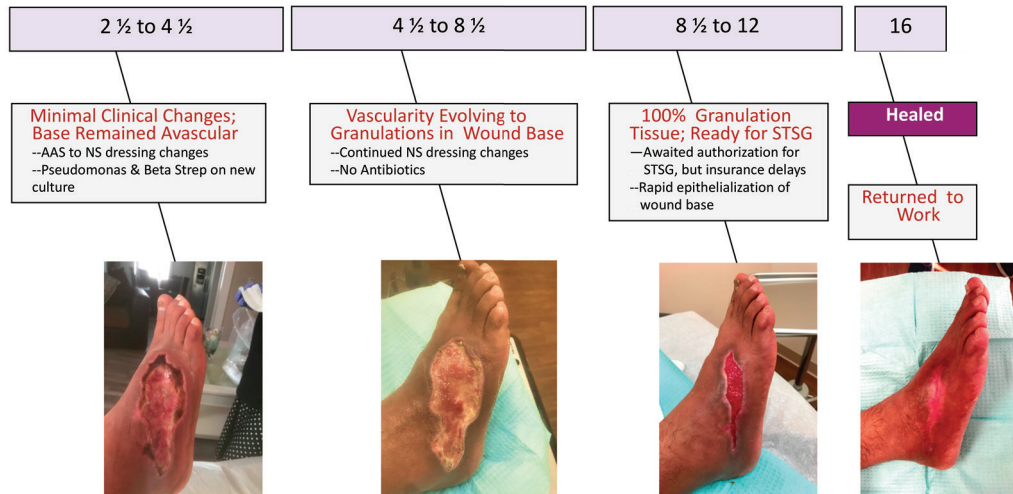 2 ½ to 4 ½
4 ½ to 8 ½
8 ½ to 12
16
Minimal Clinical Changes;
Base Remained Avascular
--AAS to NS dressing changes
--Pseudomonas & Beta Strep on new
culture
Vascularity Evolving to
Granulations in Wound Base
--Continued NS dressing changes
--No Antibiotics
100% Granulation
Tissue; Ready for STSG
—Awaited authorization for
STSG, but insurance delays
--Rapid epithelialization of
wound base
Healed
Returned to
Work